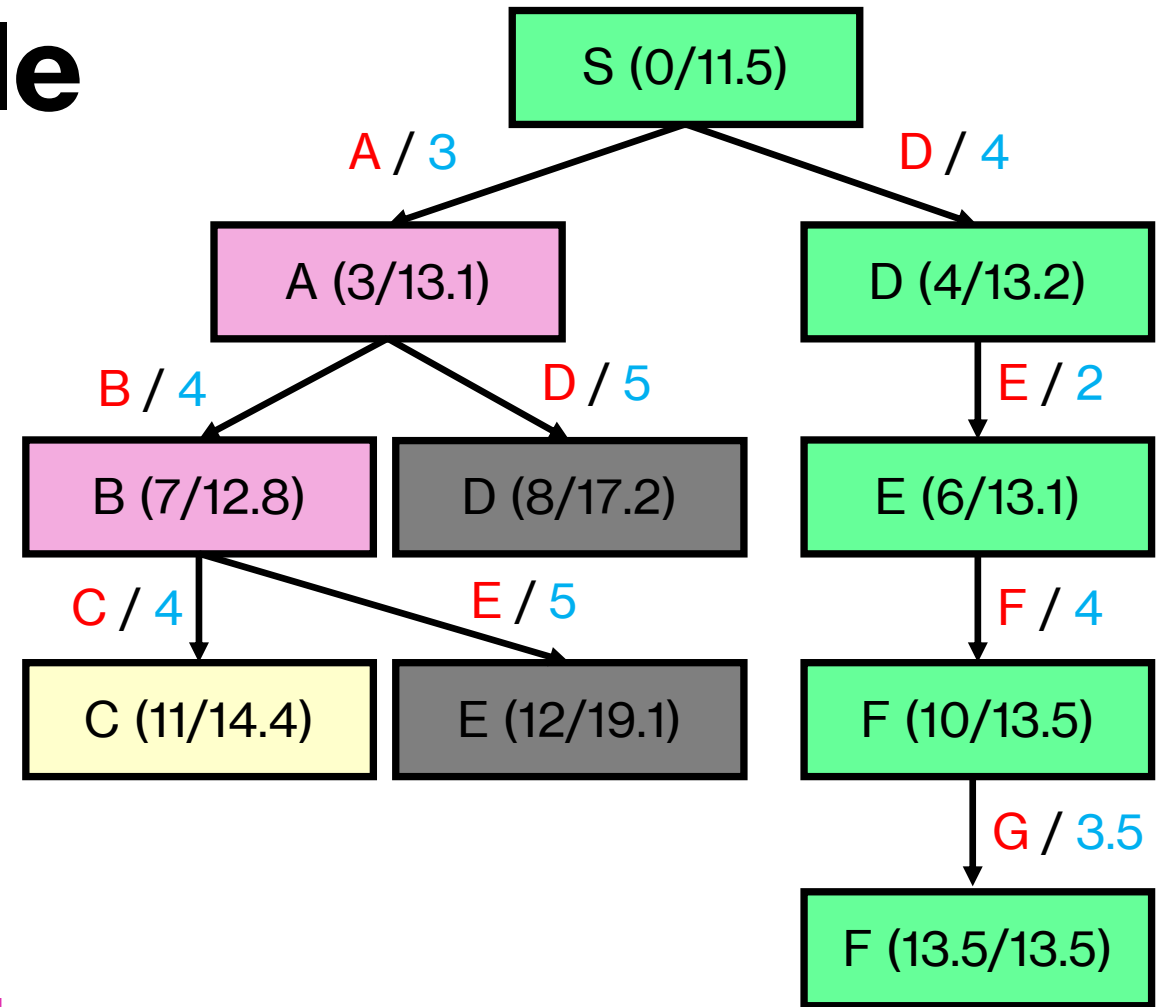 le
S (0/11.5)
A / 3
D / 4
A (3/13.1)
D (4/13.2)
B / 4
D / 5
E / 2
B (7/12.8)
D (8/17.2)
E (6/13.1)
C / 4
E / 5
F / 4
C (11/14.4)
E (12/19.1)
F (10/13.5)
G / 3.5
F (13.5/13.5)